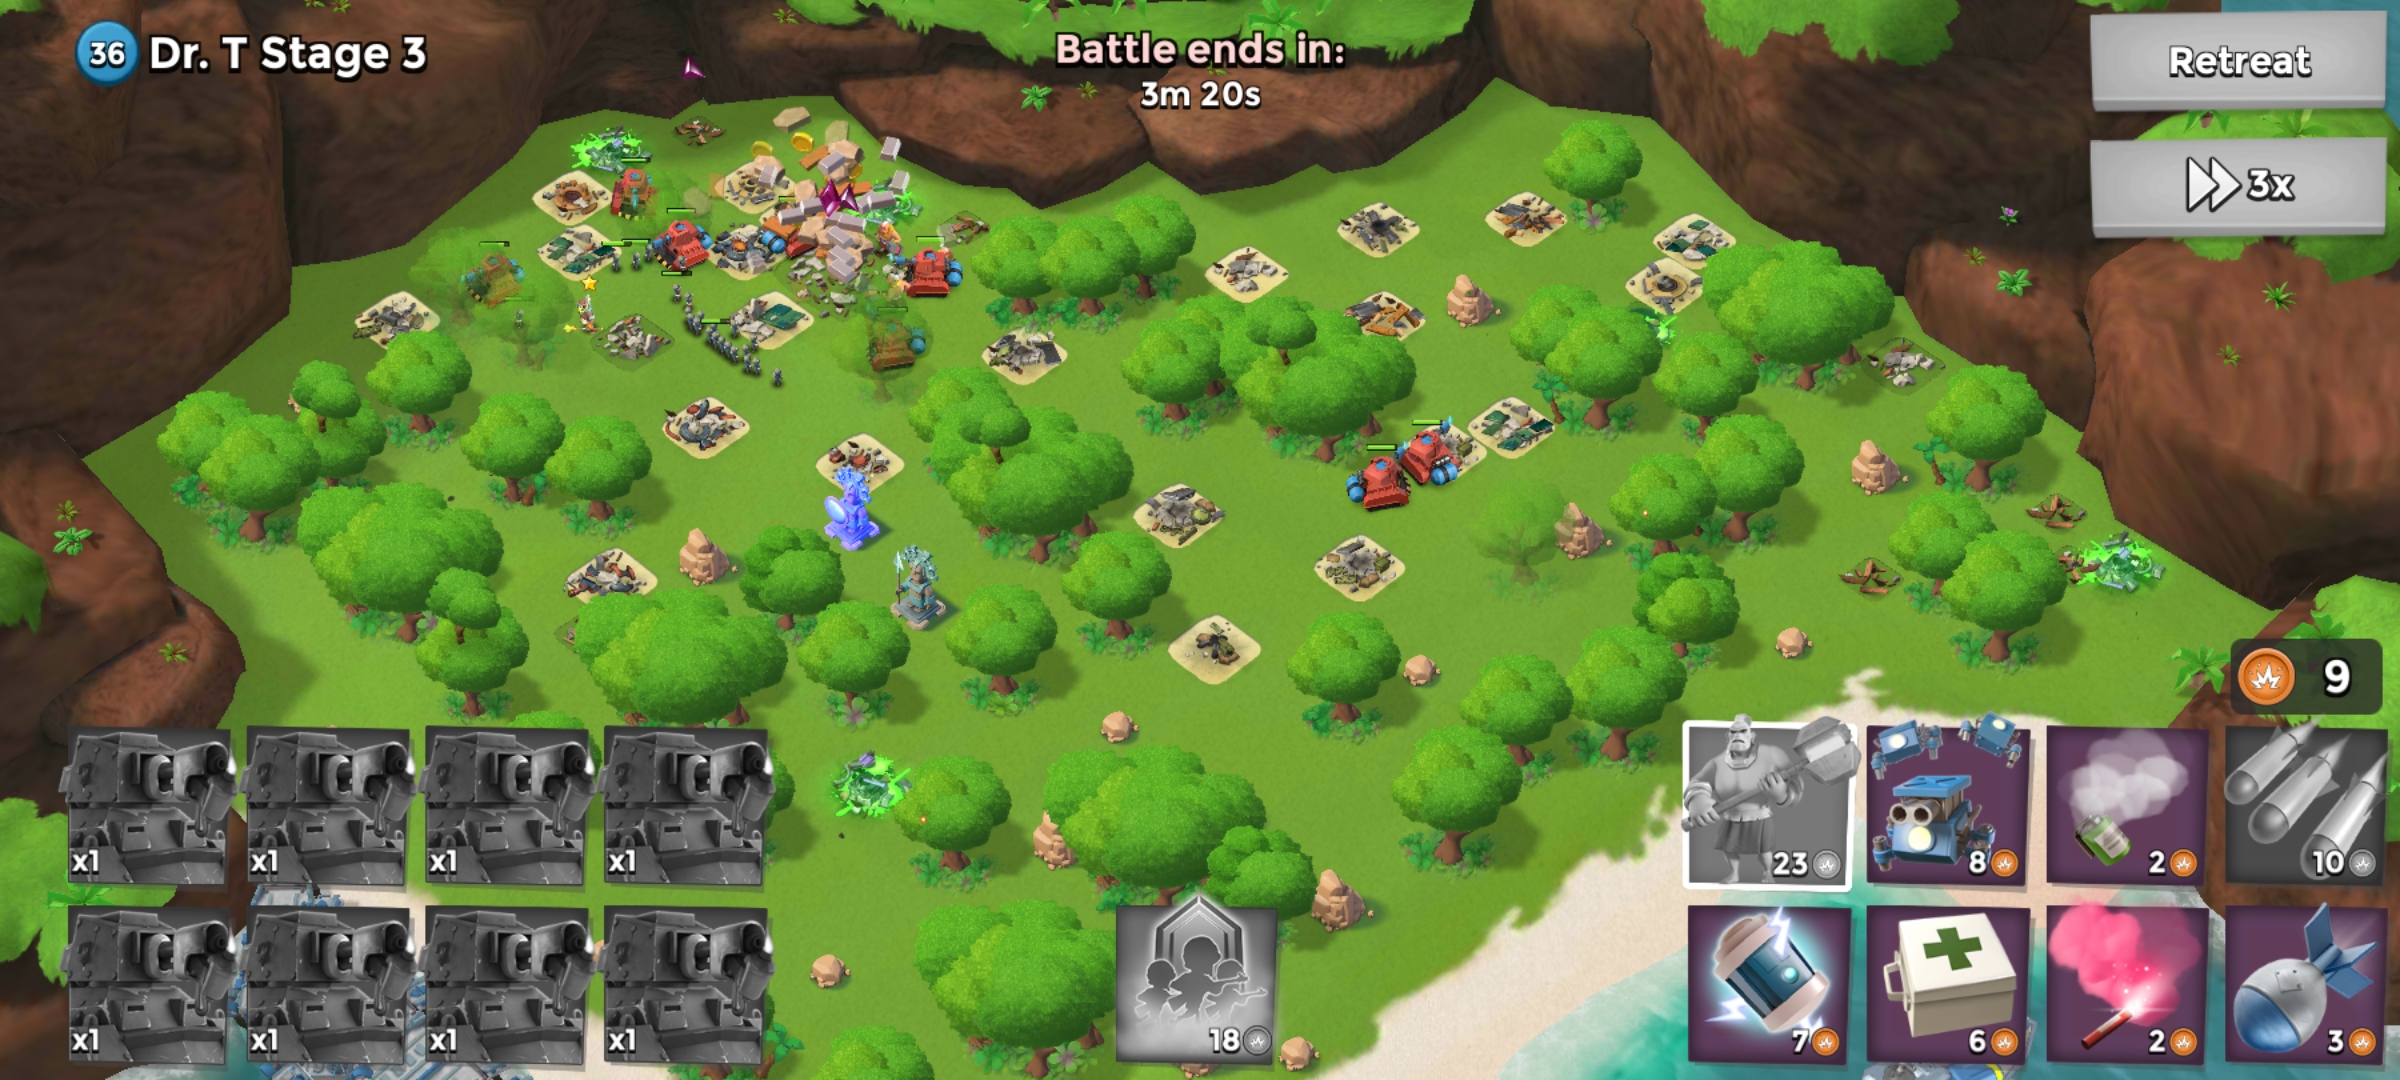 36 Dr. T Stage 3
Battle ends in:
3m 20s
Retreat
3x
9
x1 x1 x1 x1
23 8 2 10
x1 x1 x1 x1
18
7 6 2 3